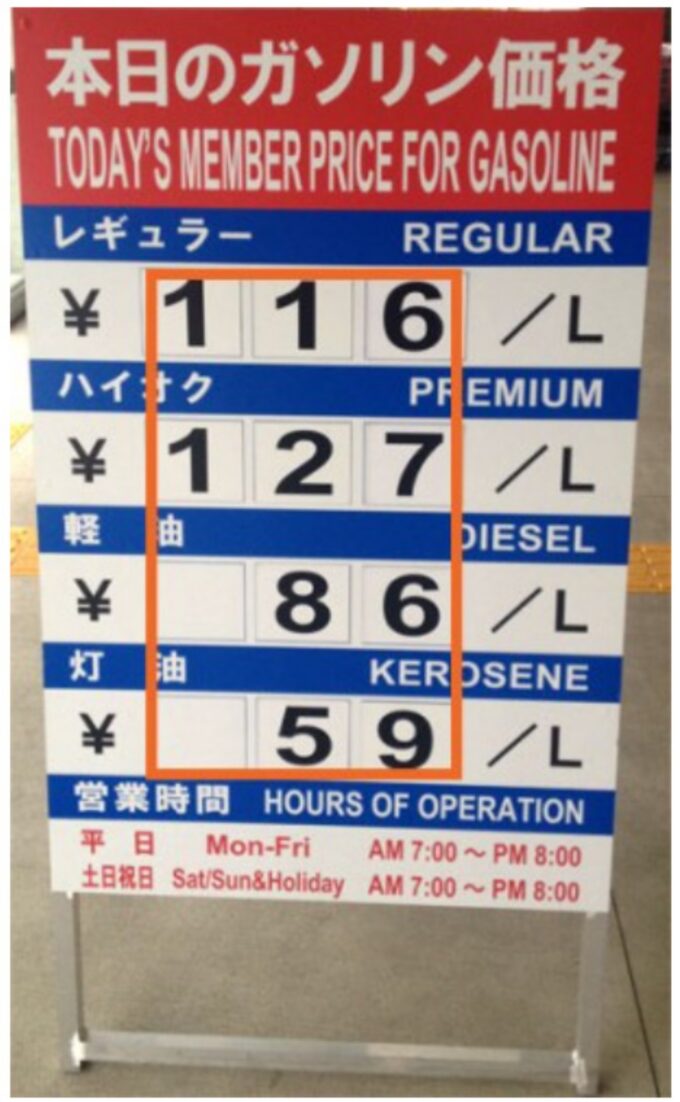 本日のガソリン価格
TODAY'S MEMBER PRICE FOR GASOLINE
レギュラー REGULAR
¥ 116 /L
ハイオク PREMIUM
¥ 127 /L
軽油 DIESEL
¥ 86 /L
灯油 KEROSENE
¥ 59 /L
営業時間 HOURS OF OPERATION
平日 Mon-Fri AM 7:00 〜 PM 8:00
土日祝日 Sat/Sun&Holiday AM 7:00 〜 PM 8:00